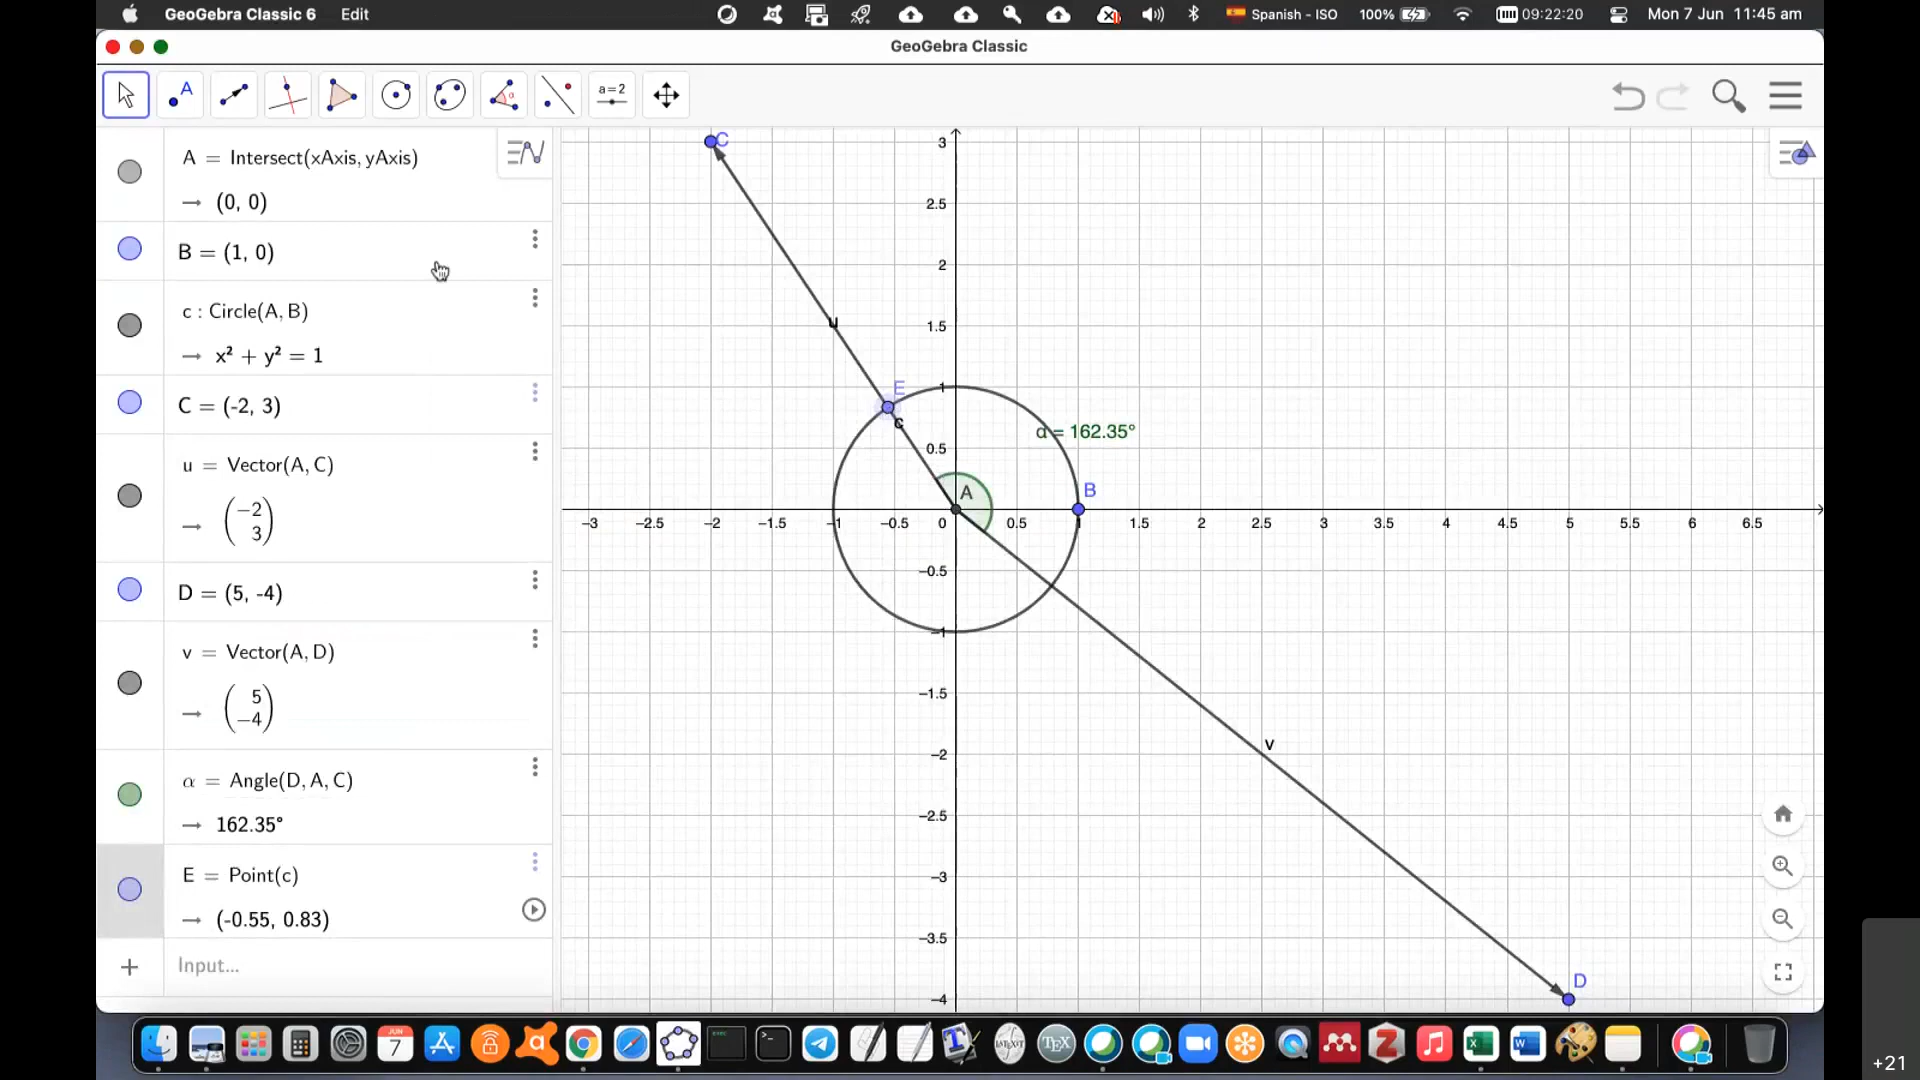 GeoGebra Classic 6 Edit Spanish - ISO 100% 09:22:20 Mon 7 Jun 11:45 am
GeoGebra Classic
A a=2
A = Intersect(xAxis, yAxis)
→ (0, 0)
B = (1, 0)
c : Circle(A, B)
→ x² + y² = 1
C = (-2, 3)
u = Vector(A, C)
→ (−2
3)
D = (5, -4)
v = Vector(A, D)
→ (5
−4)
α = Angle(D, A, C)
→ 162.35°
E = Point(c)
→ (-0.55, 0.83)
+ Input...
C
3
2.5
2
u
1.5
E
1
c
α = 162.35°
0.5
A
B
−3 −2.5 −2 −1.5 −1 −0.5 0 0.5 1 1.5 2 2.5 3 3.5 4 4.5 5 5.5 6 6.5
−0.5
−1
−1.5
v
−2
−2.5
−3
−3.5
D
−4
JUN
7
LATEX TEX W
+21